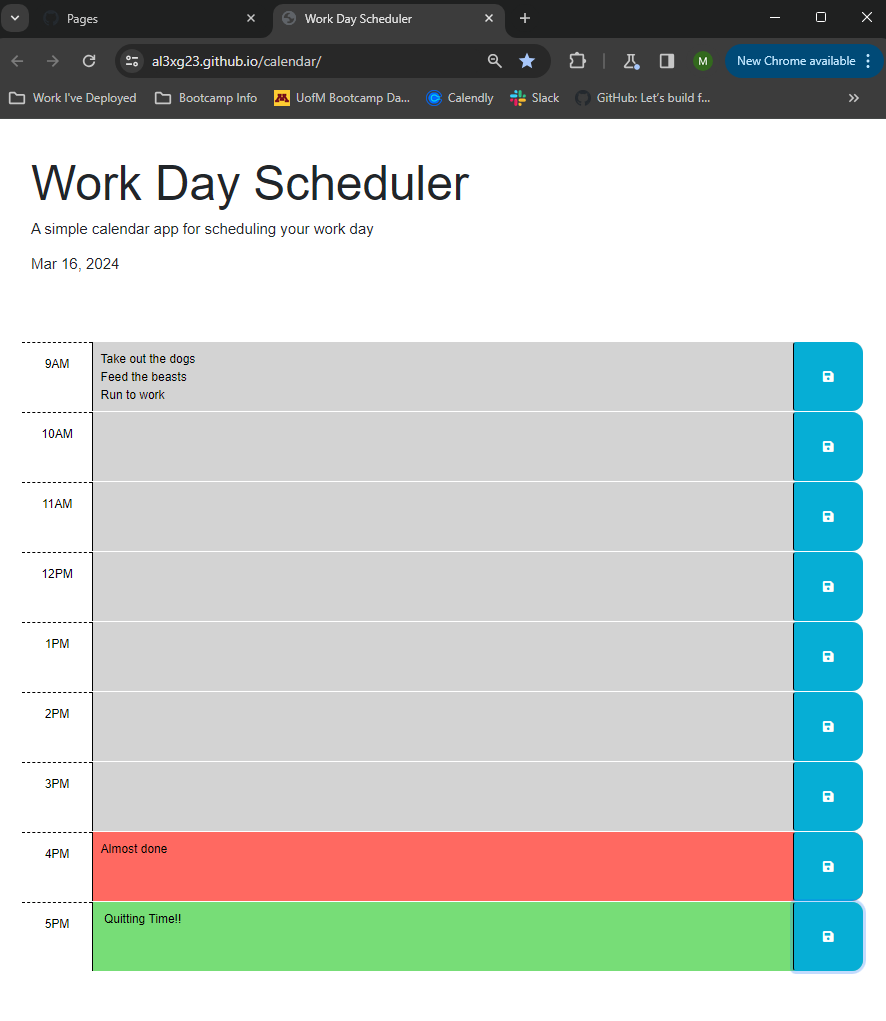 Pages
Work Day Scheduler
al3xg23.github.io/calendar/
M
New Chrome available
Work I've Deployed
Bootcamp Info
UofM Bootcamp Da...
Calendly
Slack
GitHub: Let's build f...
Work Day Scheduler
A simple calendar app for scheduling your work day
Mar 16, 2024
9AM
Take out the dogs
Feed the beasts
Run to work
10AM
11AM
12PM
1PM
2PM
3PM
4PM
Almost done
5PM
Quitting Time!!